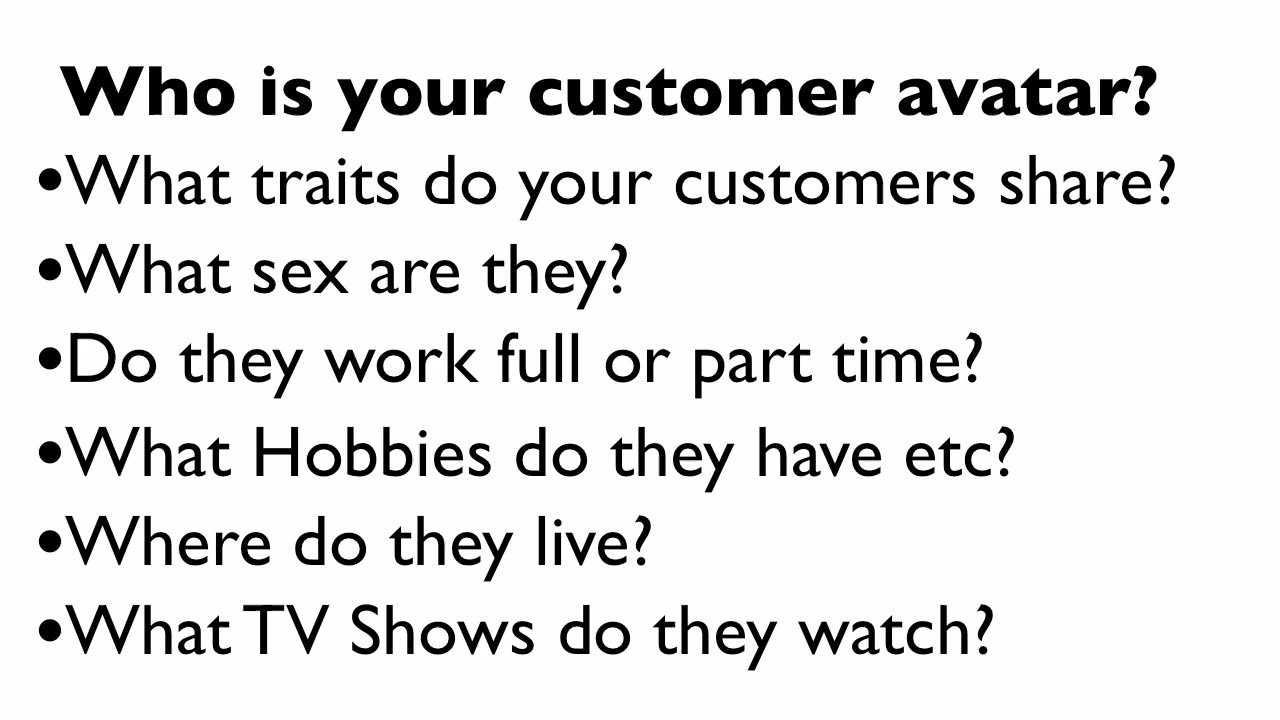 Who is your customer avatar?
•What traits do your customers share?
•What sex are they?
•Do they work full or part time?
•What Hobbies do they have etc?
•Where do they live?
•What TV Shows do they watch?